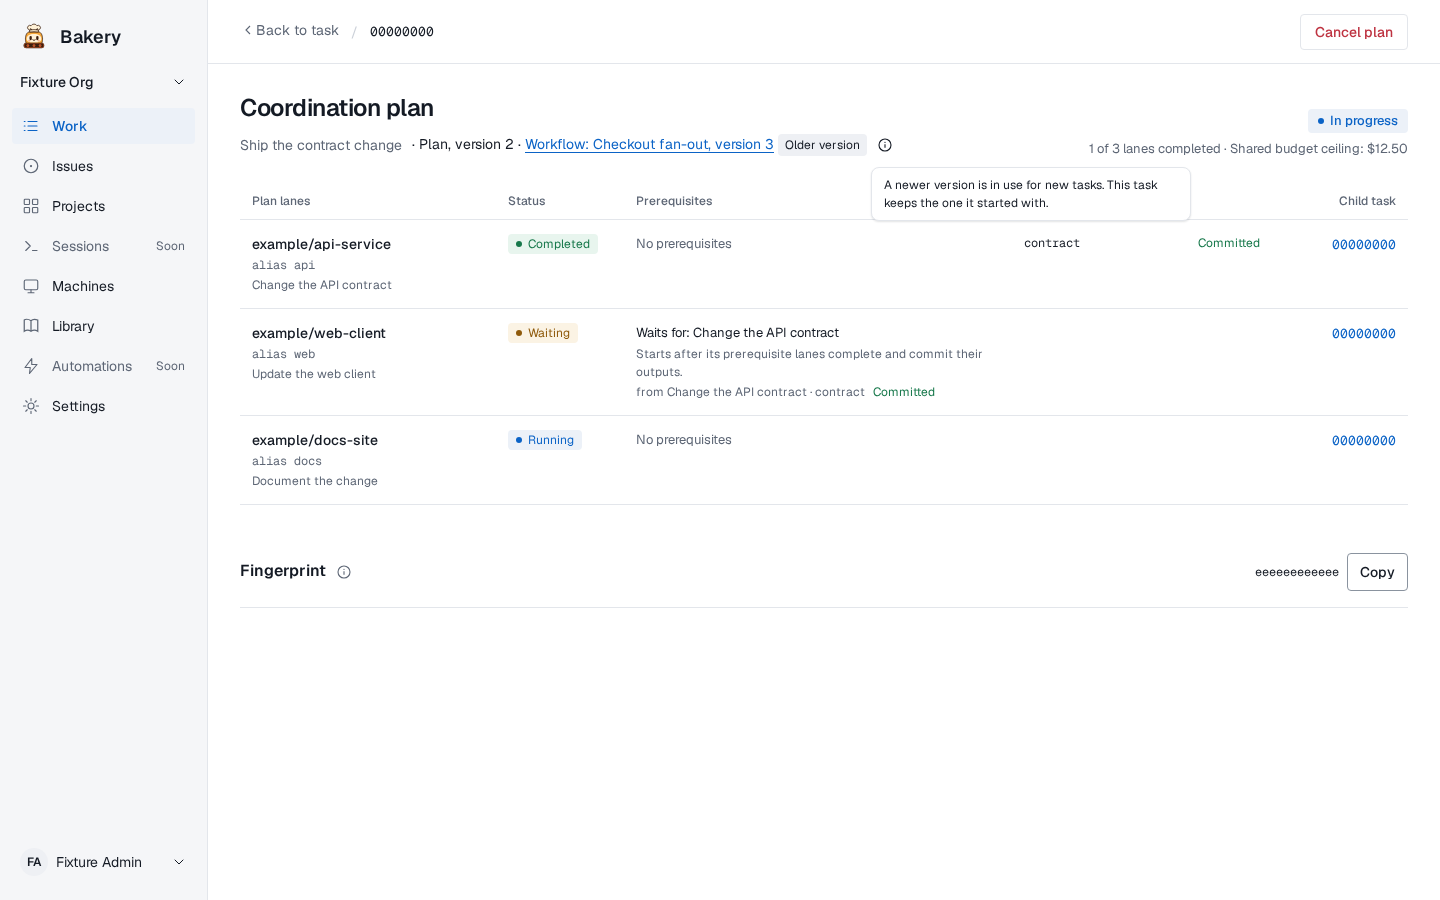 Bakery
Fixture Org
Work
Issues
Projects
Sessions Soon
Machines
Library
Automations Soon
Settings
FA Fixture Admin
Back to task / 00000000
Cancel plan
Coordination plan
In progress
Ship the contract change · Plan, version 2 · Workflow: Checkout fan-out, version 3 Older version
1 of 3 lanes completed · Shared budget ceiling: $12.50
A newer version is in use for new tasks. This task
keeps the one it started with.
Plan lanes Status Prerequisites Child task
example/api-service Completed No prerequisites contract Committed 00000000
alias api
Change the API contract
example/web-client Waiting Waits for: Change the API contract 00000000
alias web Starts after its prerequisite lanes complete and commit their
Update the web client outputs.
from Change the API contract · contract Committed
example/docs-site Running No prerequisites 00000000
alias docs
Document the change
Fingerprint eeeeeeeeeeee Copy